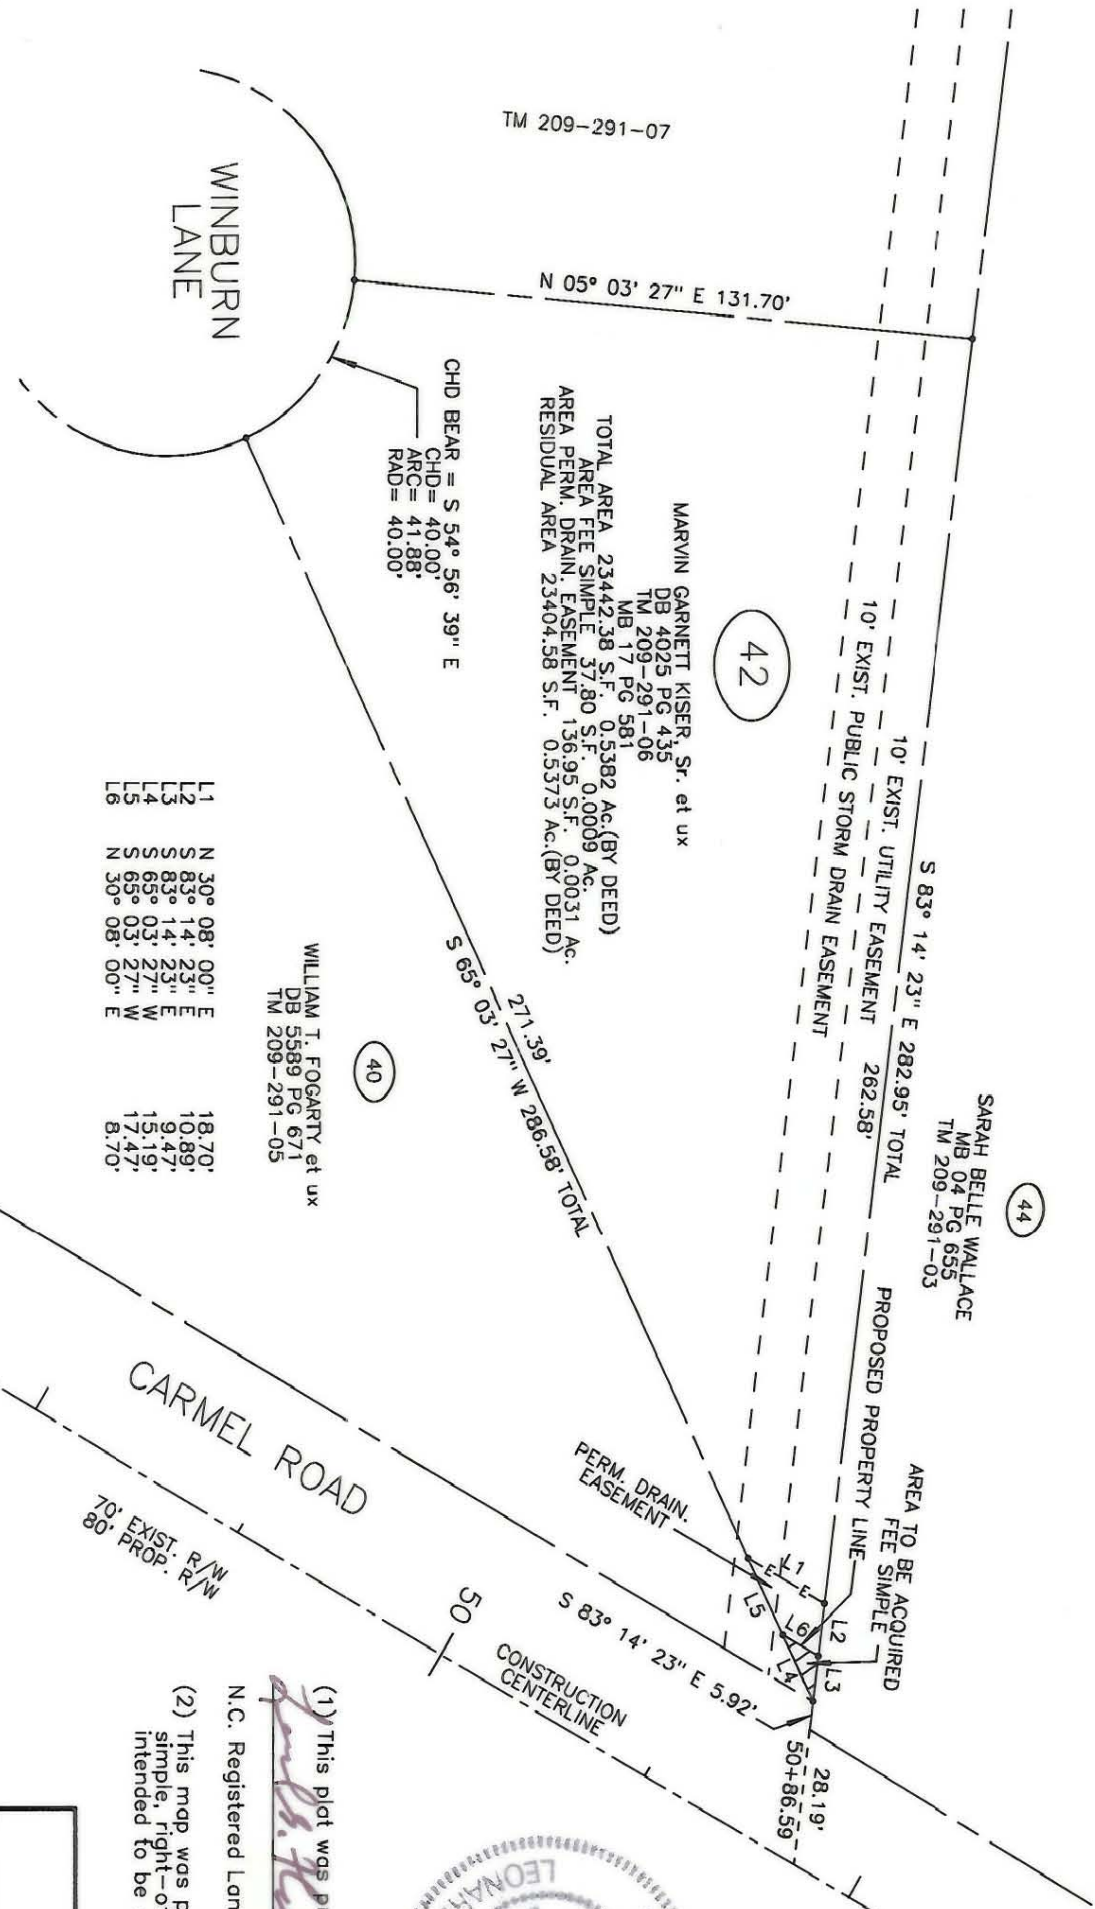 TM 209-291-07
WINBURN
LANE
N 05° 03' 27" E 131.70'
CHD BEAR = S 54° 56' 39" E
CHD= 40.00'
ARC= 41.88'
RAD= 40.00'
42
MARVIN GARNETT KISER, Sr. et ux
DB 4025 PG 435
TM 209-291-06
MB 17 PG 581
TOTAL AREA 23442.38 S.F. 0.5382 Ac.(BY DEED)
AREA FEE SIMPLE 37.80 S.F. 0.0009 Ac.
AREA PERM. DRAIN. EASEMENT 136.95 S.F. 0.0031 Ac.
RESIDUAL AREA 23404.58 S.F. 0.5373 Ac.(BY DEED)
S 83° 14' 23" E 282.95' TOTAL
262.58'
10' EXIST. UTILITY EASEMENT
10' EXIST. PUBLIC STORM DRAIN EASEMENT
44
SARAH BELLE WALLACE
MB 04 PG 655
TM 209-291-03
271.39'
S 65° 03' 27" W 286.58' TOTAL
40
WILLIAM T. FOGARTY et ux
DB 5589 PG 671
TM 209-291-05
L1 N 30° 08' 00" E 18.70'
L2 S 83° 14' 23" E 10.89'
L3 S 83° 14' 23" E 9.47'
L4 S 65° 03' 27" W 15.19'
L5 S 65° 03' 27" W 17.47'
L6 N 30° 08' 00" E 8.70'
PROPOSED PROPERTY LINE
AREA TO BE ACQUIRED
FEE SIMPLE
PERM. DRAIN.
EASEMENT
L1
E
E
L2
L3
L4
L5
L6
CARMEL ROAD
70' EXIST. R/W
80' PROP. R/W
50
S 83° 14' 23" E 5.92'
CONSTRUCTION
CENTERLINE
28.19'
50+86.59
(1) This plat was
N.C. Registered
(2) This map was
simple,
intended to be